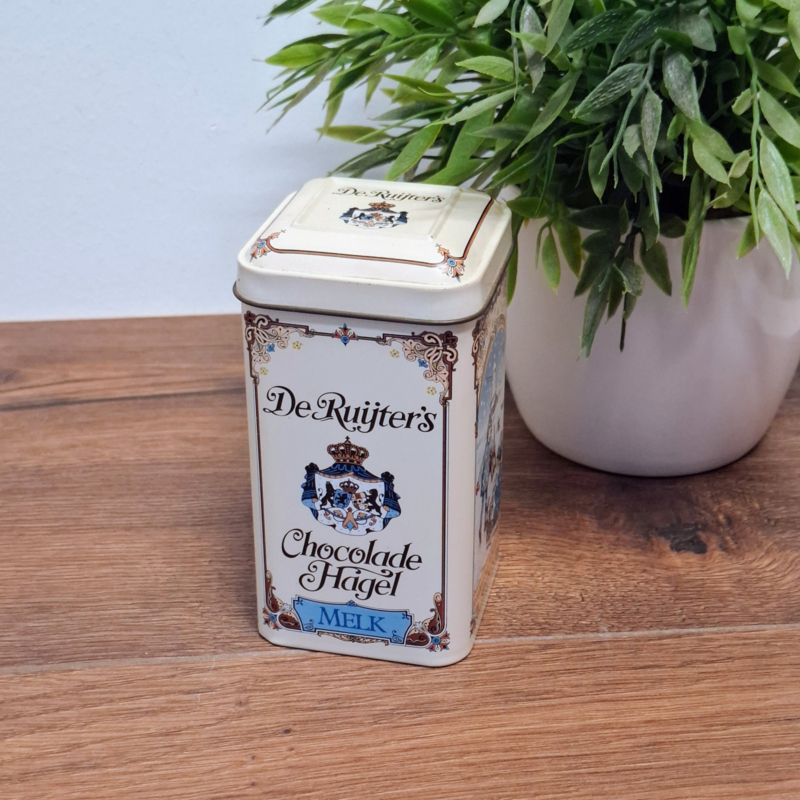 De Ruijter's
De Ruijter's
Chocolade
Hagel
MELK